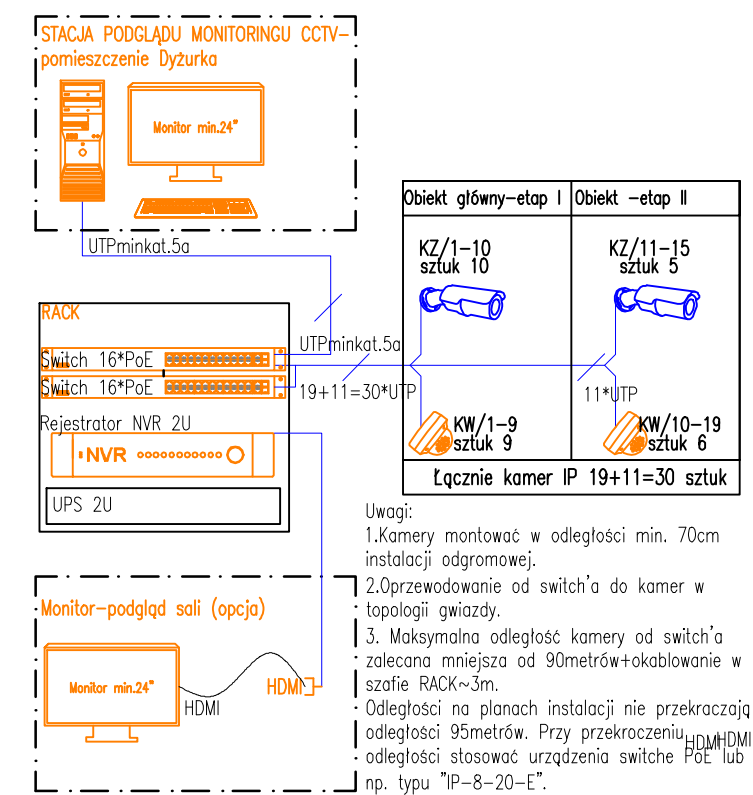 STACJA PODGLĄDU MONITORINGU CCTV-
pomieszczenie Dyżurka
Monitor min.24"
UTPminkat.5a
RACK
Switch 16*PoE
Switch 16*PoE
Rejestrator NVR 2U
NVR
UPS 2U
UTPminkat.5a
19+11=30*UTP
Obiekt główny-etap I
Obiekt -etap II
KZ/1-10
sztuk 10
KZ/11-15
sztuk 5
11*UTP
KW/1-9
sztuk 9
KW/10-19
sztuk 6
Łącznie kamer IP 19+11=30 sztuk
Monitor-podgląd sali (opcja)
Monitor min.24"
HDMI
HDMI
Uwagi:
1.Kamery montować w odległości min. 70cm
instalacji odgromowej.
2.Oprzewodowanie od switch'a do kamer w
topologii gwiazdy.
3. Maksymalna odległość kamery od switch'a
zalecana mniejsza od 90metrów+okablowanie w
szafie RACK~3m.
Odległości na planach instalacji nie przekraczają
odległości 95metrów. Przy przekroczeniu
HDMI
HDMI
odległości stosować urządzenia switche PoE lub
np. typu "IP-8-20-E".